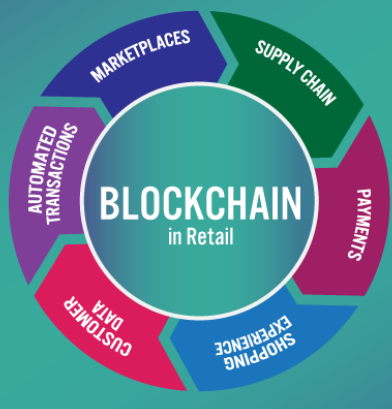 BLOCKCHAIN
in Retail
MARKETPLACES
SUPPLY CHAIN
PAYMENTS
SHOPPING
EXPERIENCE
CUSTOMER
DATA
AUTOMATED
TRANSACTIONS